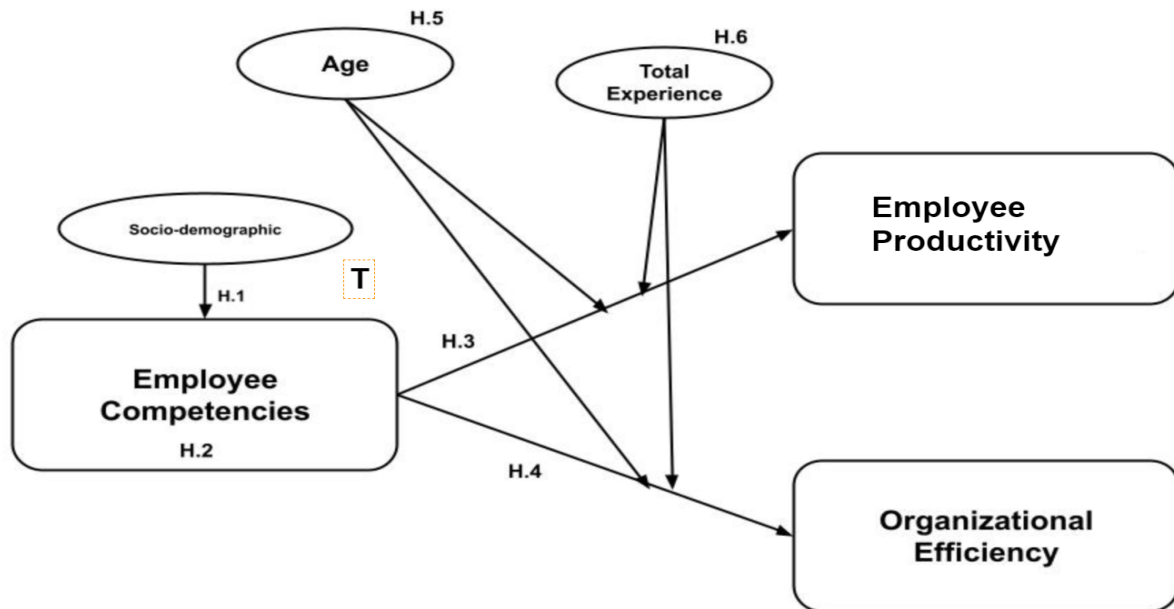 H.5
Age
H.6
Total
Experience
Socio-demographic
H.1
T
Employee
Productivity
H.3
Employee
Competencies
H.2
H.4
Organizational
Efficiency